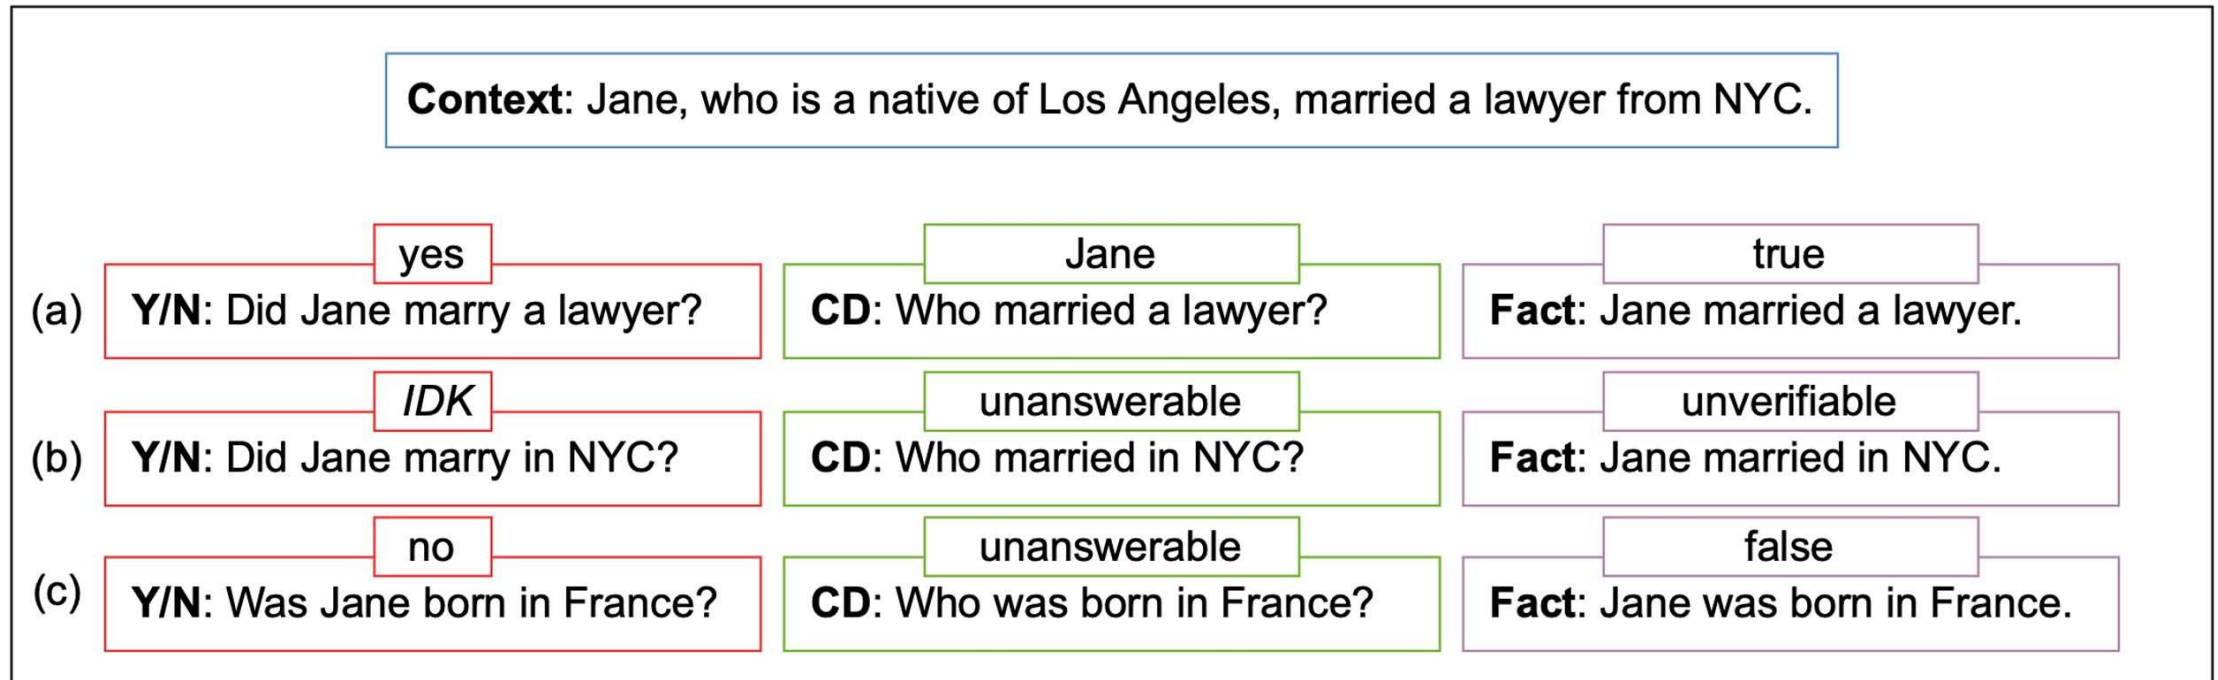 Context: Jane, who is a native of Los Angeles, married a lawyer from NYC.
yes
Jane
true
(a)
Y/N: Did Jane marry a lawyer?
CD: Who married a lawyer?
Fact: Jane married a lawyer.
IDK
unanswerable
unverifiable
(b)
Y/N: Did Jane marry in NYC?
CD: Who married in NYC?
Fact: Jane married in NYC.
no
unanswerable
false
(c)
Y/N: Was Jane born in France?
CD: Who was born in France?
Fact: Jane was born in France.